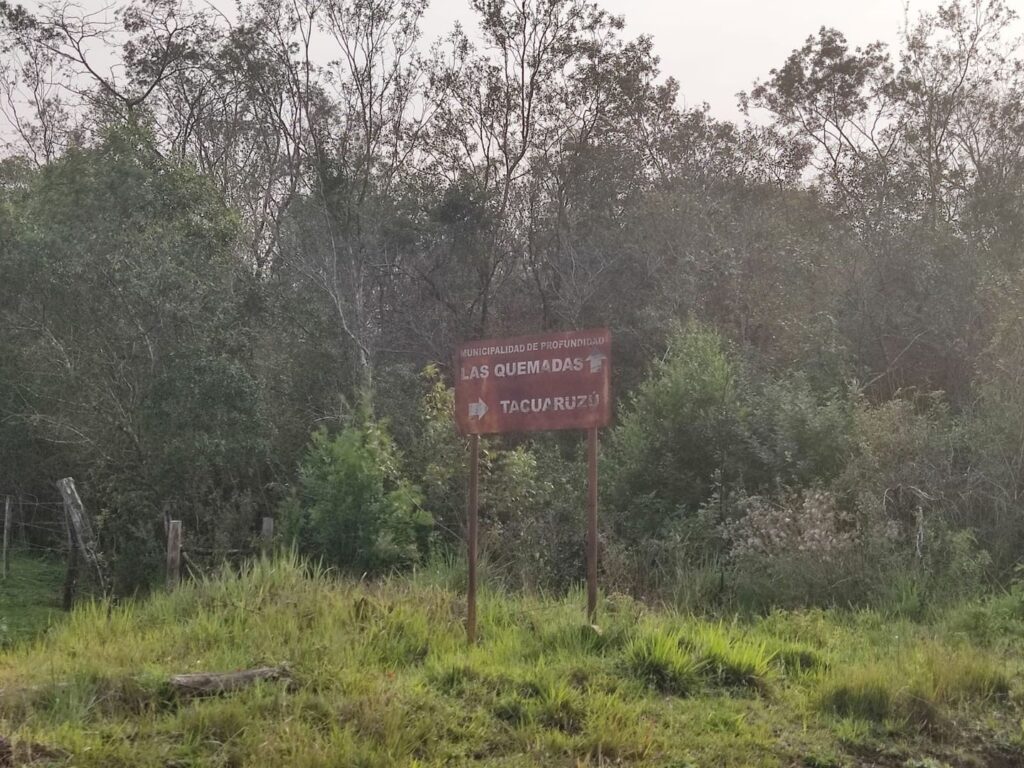 MUNICIPALIDAD DE PROFUNDIDAD
LAS QUEMADAS
TACUARUZÚ